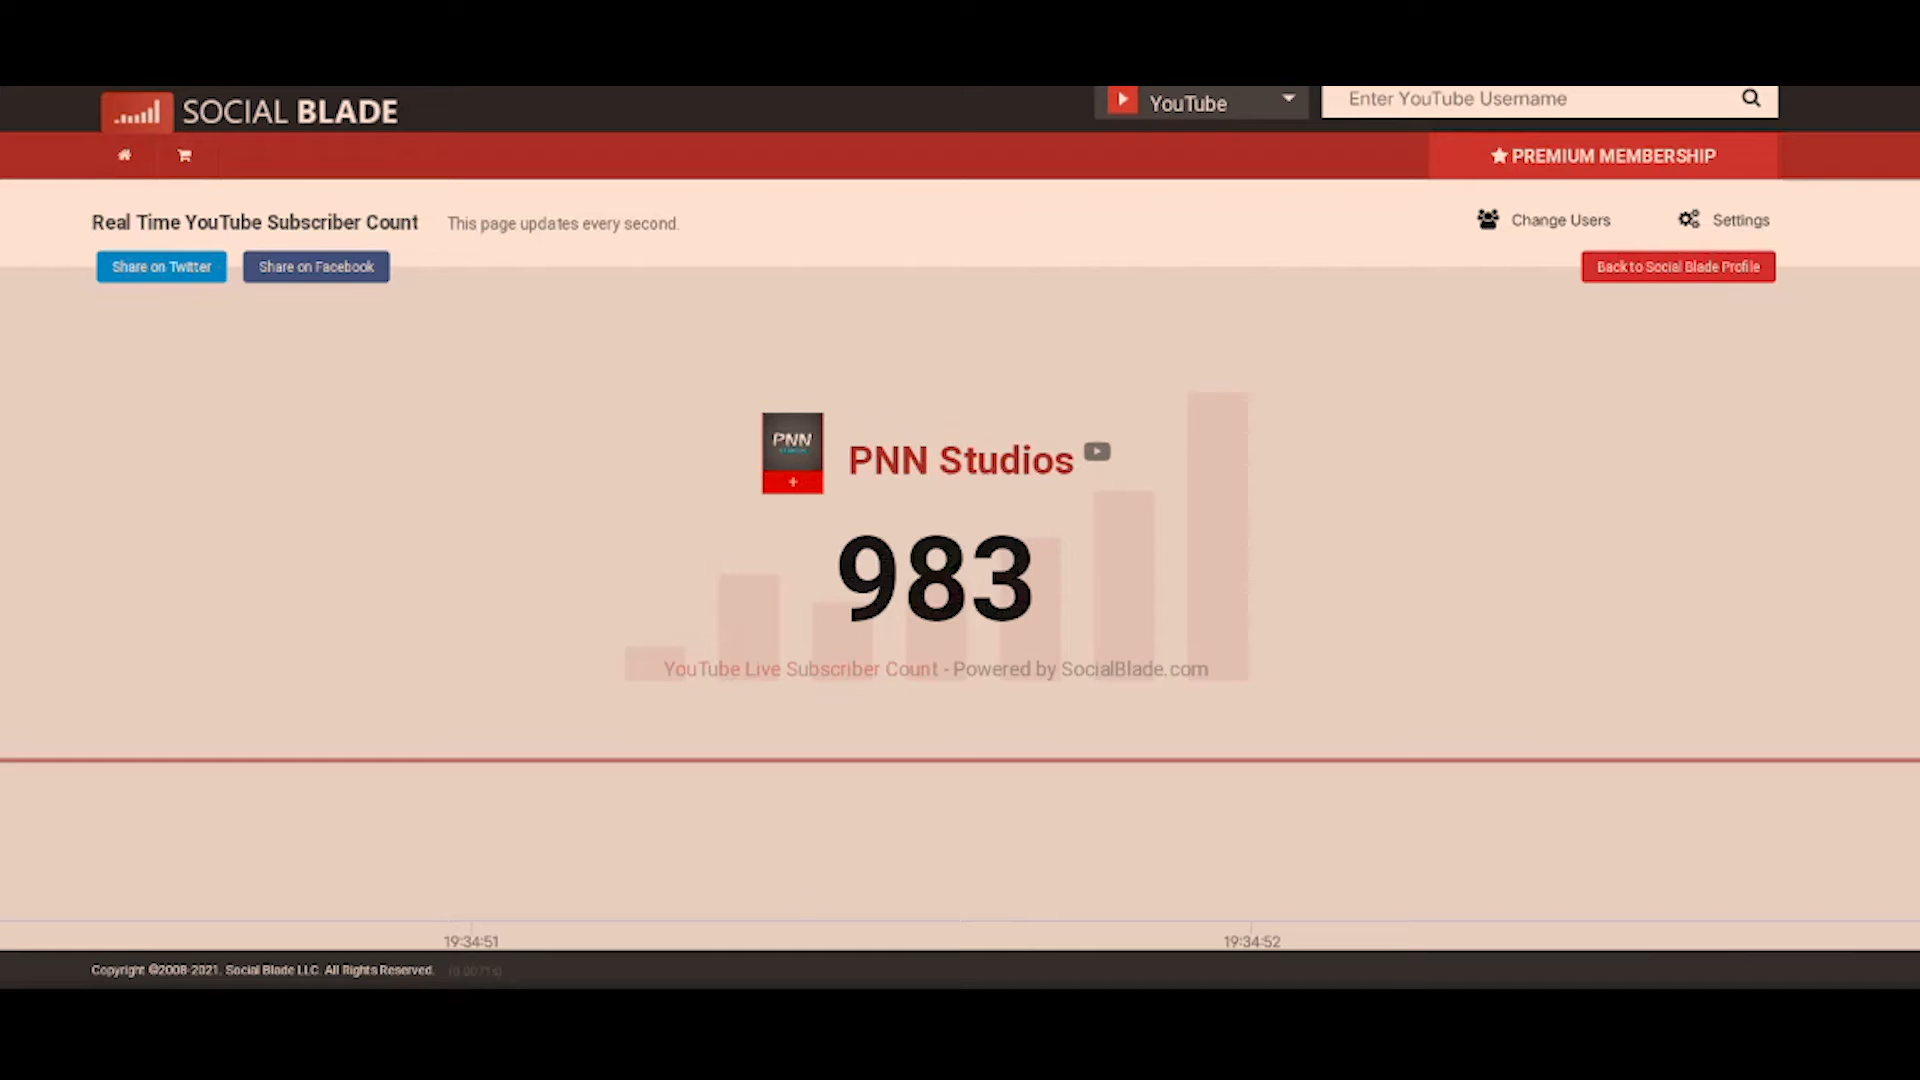 SOCIAL BLADE
YouTube
Enter YouTube Username
PREMIUM MEMBERSHIP
Real Time YouTube Subscriber Count
This page updates every second.
Change Users
Settings
Share on Twitter
Share on Facebook
Back to Social Blade Profile
PNN
+
PNN Studios
983
YouTube Live Subscriber Count - Powered by SocialBlade.com
19:34:51
19:34:52
Copyright ©2008-2021. Social Blade LLC. All Rights Reserved.